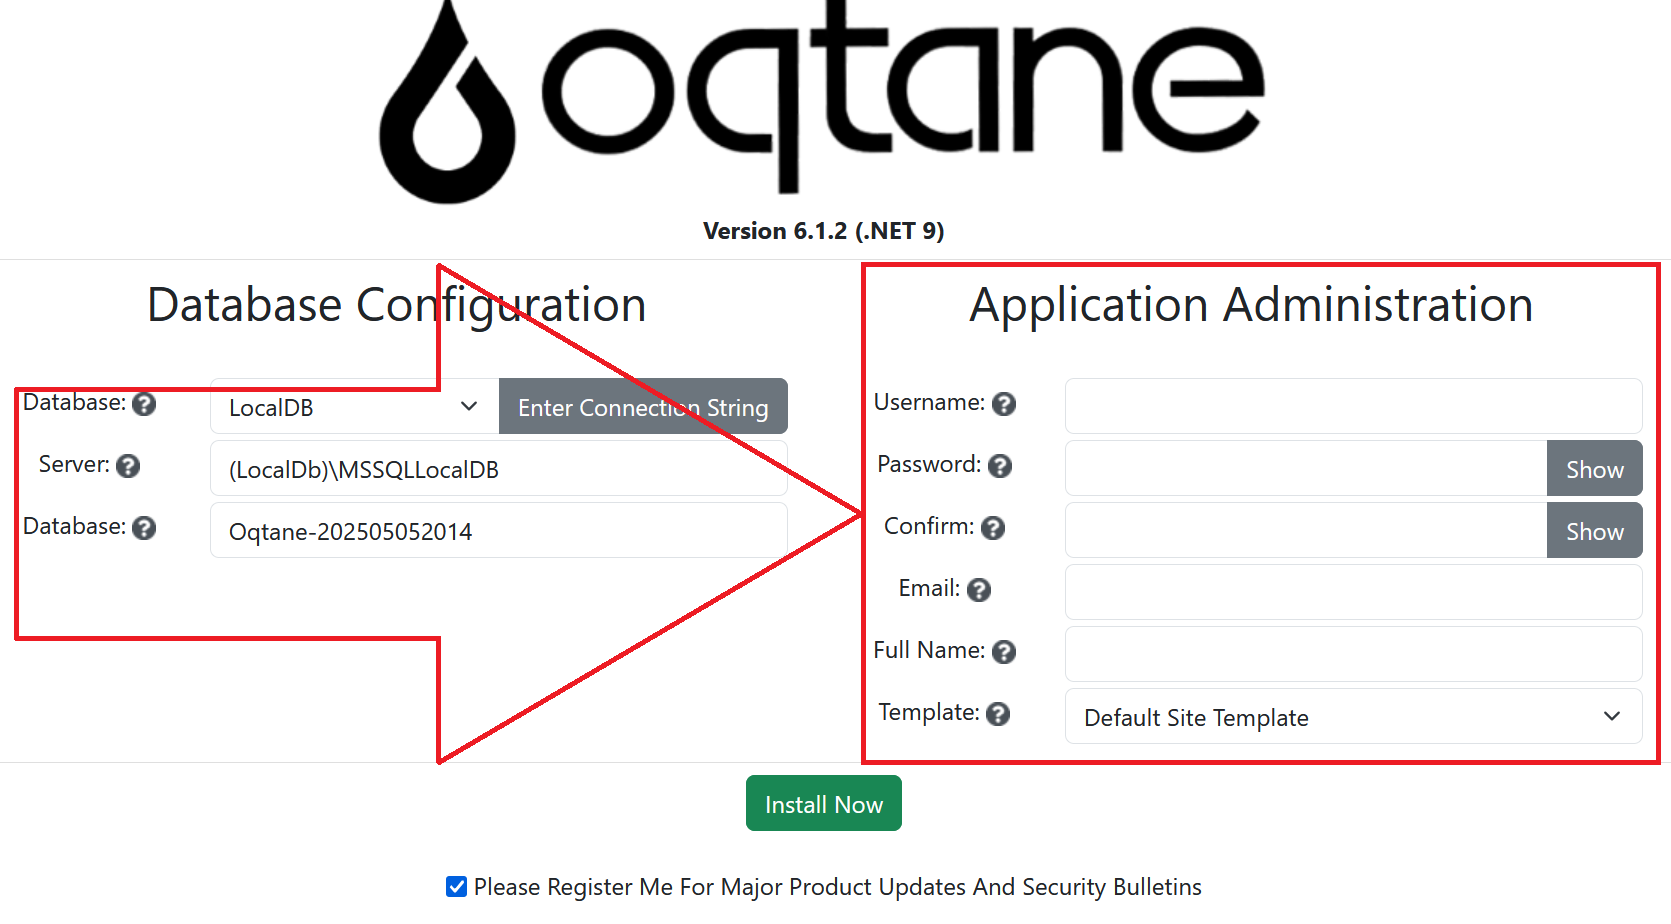 oqtane
Version 6.1.2 (.NET 9)
Database Configuration
Database: ?
LocalDB
Enter Connection String
Server: ?
(LocalDb)\MSSQLLocalDB
Database: ?
Oqtane-202505052014
Application Administration
Username: ?
Password: ?
Show
Confirm: ?
Show
Email: ?
Full Name: ?
Template: ?
Default Site Template
Install Now
Please Register Me For Major Product Updates And Security Bulletins